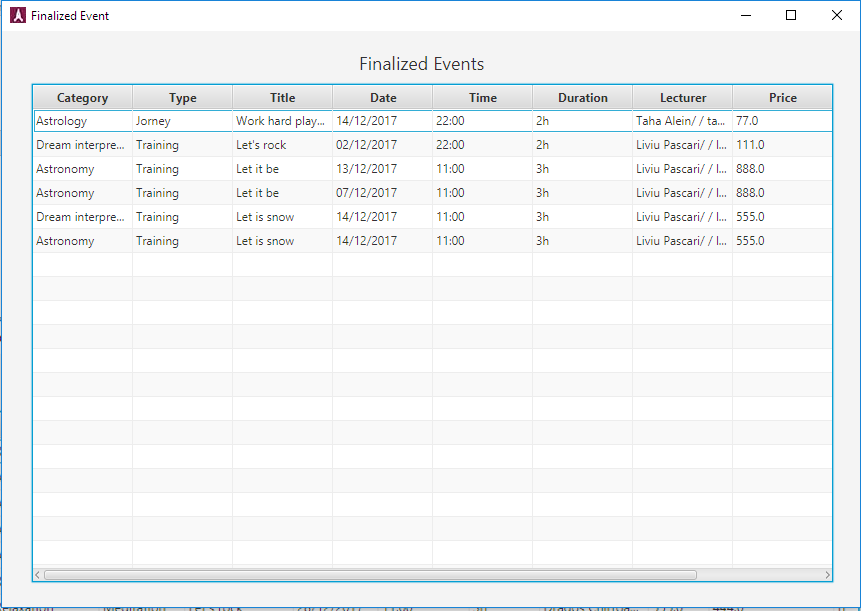 Finalized Event
Finalized Events
Category Type Title Date Time Duration Lecturer Price
Astrology Jorney Work hard play... 14/12/2017 22:00 2h Taha Alein/ / ta... 77.0
Dream interpre... Training Let's rock 02/12/2017 22:00 2h Liviu Pascari/ / l... 111.0
Astronomy Training Let it be 13/12/2017 11:00 3h Liviu Pascari/ / l... 888.0
Astronomy Training Let it be 07/12/2017 11:00 3h Liviu Pascari/ / l... 888.0
Dream interpre... Training Let is snow 14/12/2017 11:00 3h Liviu Pascari/ / l... 555.0
Astronomy Training Let is snow 14/12/2017 11:00 3h Liviu Pascari/ / l... 555.0